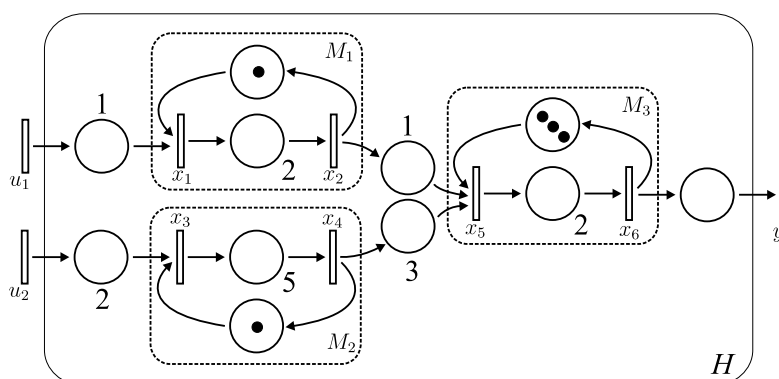 M₁
1
1
M₃
u₁
x₁
2
x₂
x₅
2
x₆
x₃
x₄
y
u₂
2
5
3
M₂
H